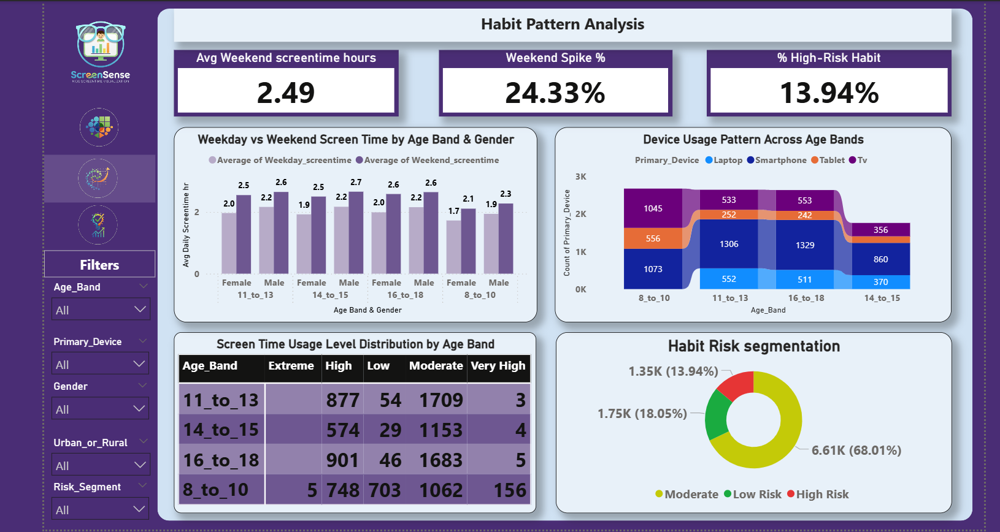 Habit Pattern Analysis
ScreenSense
KIDS SCREENTIME VISUALIZATION
Avg Weekend screentime hours
2.49
Weekend Spike %
24.33%
% High-Risk Habit
13.94%
Filters
Age_Band
All
Primary_Device
All
Gender
All
Urban_or_Rural
All
Risk_Segment
All
Weekday vs Weekend Screen Time by Age Band & Gender
Average of Weekday_screentime Average of Weekend_screentime
Avg Daily Screentime hr
2
0
2.0 2.5 2.2 2.6 1.9 2.5 2.2 2.7 2.0 2.6 2.2 2.6 1.7 2.1 1.9 2.3
Female Male Female Male Female Male Female Male
11_to_13 14_to_15 16_to_18 8_to_10
Age Band & Gender
Device Usage Pattern Across Age Bands
Primary_Device Laptop Smartphone Tablet Tv
Count of Primary_Device
3K
2K
1K
0K
1045 533 553 356
556 252 242
1073 1306 1329 860
552 511 370
8_to_10 11_to_13 16_to_18 14_to_15
Age_Band
Screen Time Usage Level Distribution by Age Band
Age_Band Extreme High Low Moderate Very High
11_to_13 877 54 1709 3
14_to_15 574 29 1153 4
16_to_18 901 46 1683 5
8_to_10 5 748 703 1062 156
Habit Risk segmentation
1.35K (13.94%)
1.75K (18.05%)
6.61K (68.01%)
Moderate Low Risk High Risk